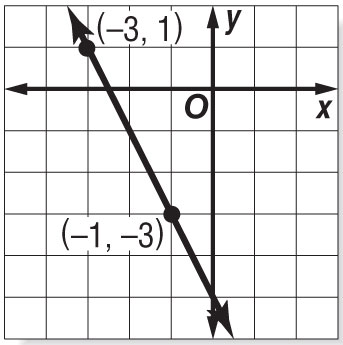 (–3, 1)
y
O
x
(–1, –3)